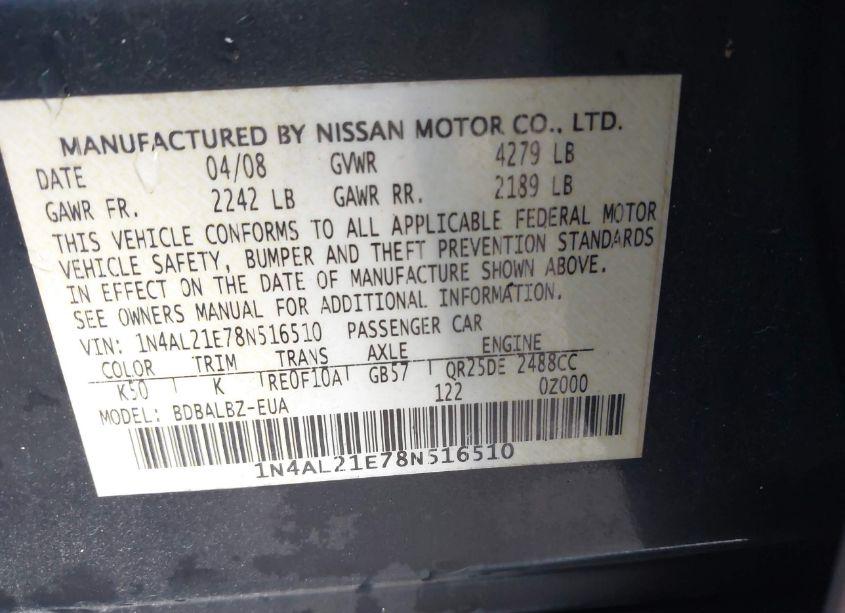 MANUFACTURED BY NISSAN MOTOR CO., LTD.
DATE 04/08 GVWR 4279 LB
GAWR FR. 2242 LB GAWR RR. 2189 LB
THIS VEHICLE CONFORMS TO ALL APPLICABLE FEDERAL MOTOR
VEHICLE SAFETY, BUMPER AND THEFT PREVENTION STANDARDS
IN EFFECT ON THE DATE OF MANUFACTURE SHOWN ABOVE.
SEE OWNERS MANUAL FOR ADDITIONAL INFORMATION.
VIN: 1N4AL21E78N516510 PASSENGER CAR
COLOR TRIM TRANS AXLE ENGINE
K50 K RE0F10A GB57 QR25DE 2488CC
122 0Z000
MODEL: BDBALBZ-EUA
1N4AL21E78N516510